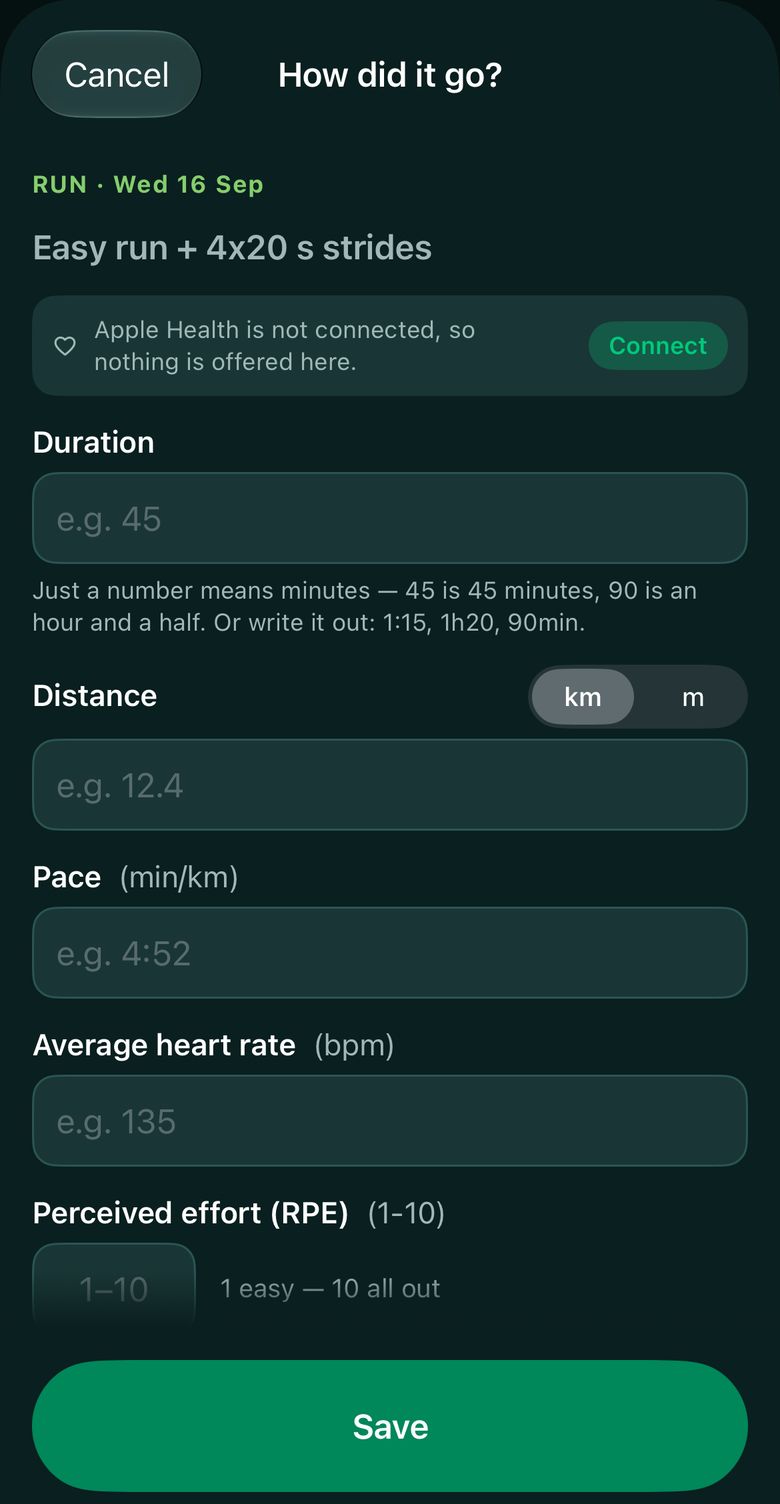 Cancel
How did it go?
RUN · Wed 16 Sep
Easy run + 4x20 s strides
Apple Health is not connected, so
nothing is offered here.
Connect
Duration
e.g. 45
Just a number means minutes — 45 is 45 minutes, 90 is an
hour and a half. Or write it out: 1:15, 1h20, 90min.
Distance
km
m
e.g. 12.4
Pace (min/km)
e.g. 4:52
Average heart rate (bpm)
e.g. 135
Perceived effort (RPE) (1-10)
1–10
1 easy — 10 all out
Save